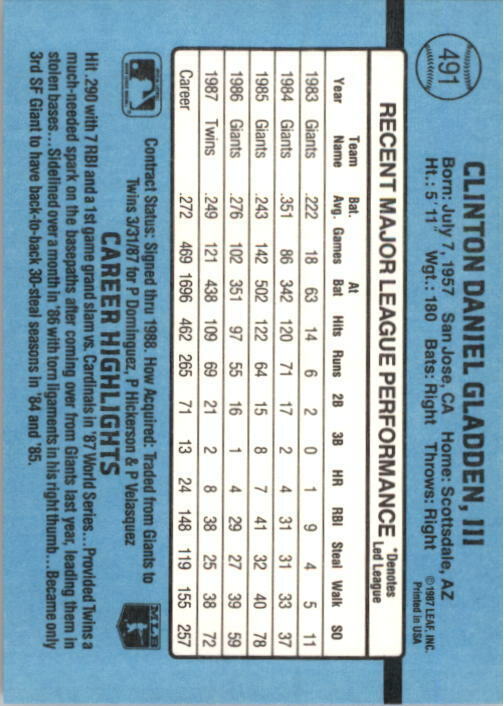 491
CLINTON DANIEL GLADDEN, III
Born: July 7, 1957 San Jose, CA Home: Scottsdale, AZ
Ht.: 5' 11" Wgt.: 180 Bats: Right Throws: Right
© 1987 LEAF, INC.
Printed in USA
RECENT MAJOR LEAGUE PERFORMANCE *Denotes Led League
Year Team Name Bat. Avg. Games At Bat Hits Runs 2B 3B HR RBI Steal Walk SO
1983 Giants .222 18 63 14 6 2 0 1 9 4 5 11
1984 Giants .351 86 342 120 71 17 2 4 31 31 33 37
1985 Giants .243 142 502 122 64 15 8 7 41 32 40 78
1986 Giants .276 102 351 97 55 16 1 4 29 27 39 59
1987 Twins .249 121 438 109 69 21 2 8 38 25 38 72
Career .272 469 1696 462 265 71 13 24 148 119 155 257
Contract Status: Signed thru 1988. How Acquired: Traded from Giants to
Twins 3/31/87 for P Dominguez, P Hickerson & P Velasquez
MLB
CAREER HIGHLIGHTS
Hit .290 with 7 RBI and a 1st game grand slam vs. Cardinals in '87 World Series... Provided Twins a
much-needed spark on the basepaths after coming over from Giants last year, leading them in
stolen bases... Sidelined over a month in '86 with torn ligaments in his right thumb... Became only
3rd SF Giant to have back-to-back 30-steal seasons in '84 and '85.